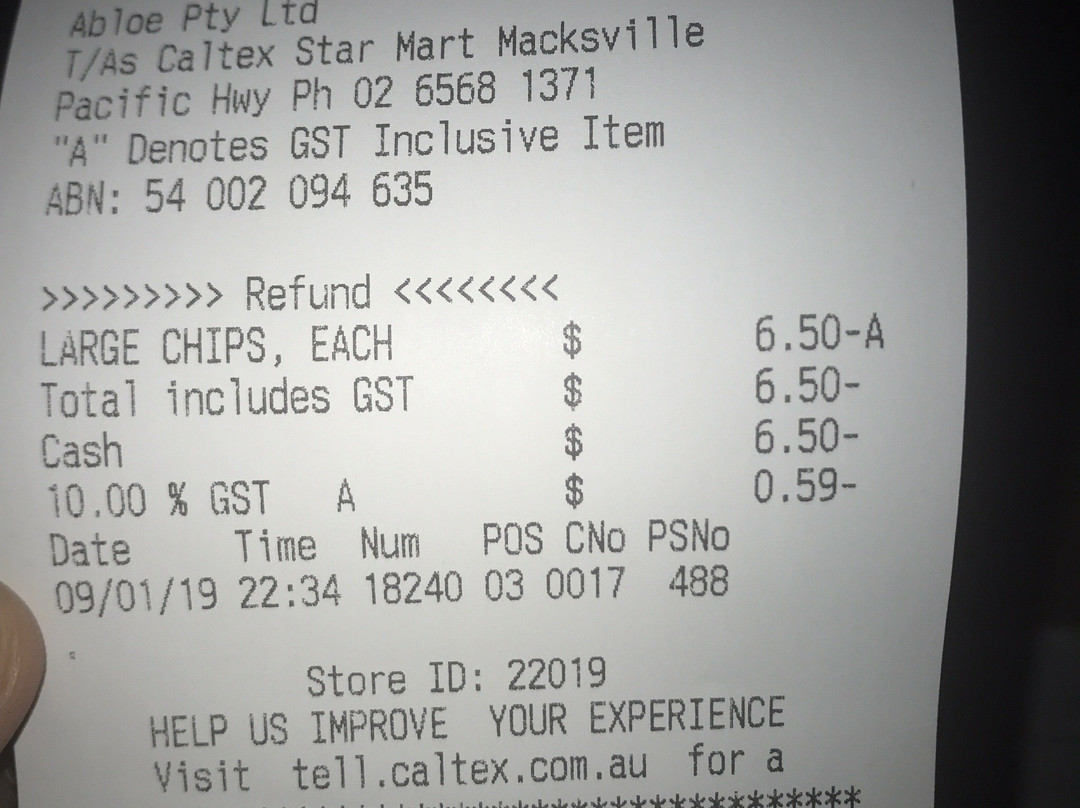 Abloe Pty Ltd
T/As Caltex Star Mart Macksville
Pacific Hwy Ph 02 6568 1371
"A" Denotes GST Inclusive Item
ABN: 54 002 094 635
>>>>>>>>> Refund <<<<<<<<
LARGE CHIPS, EACH $ 6.50-A
Total includes GST $ 6.50-
Cash $ 6.50-
10.00 % GST A $ 0.59-
Date Time Num POS CNo PSNo
09/01/19 22:34 18240 03 0017 488
Store ID: 22019
HELP US IMPROVE YOUR EXPERIENCE
Visit tell.caltex.com.au for a